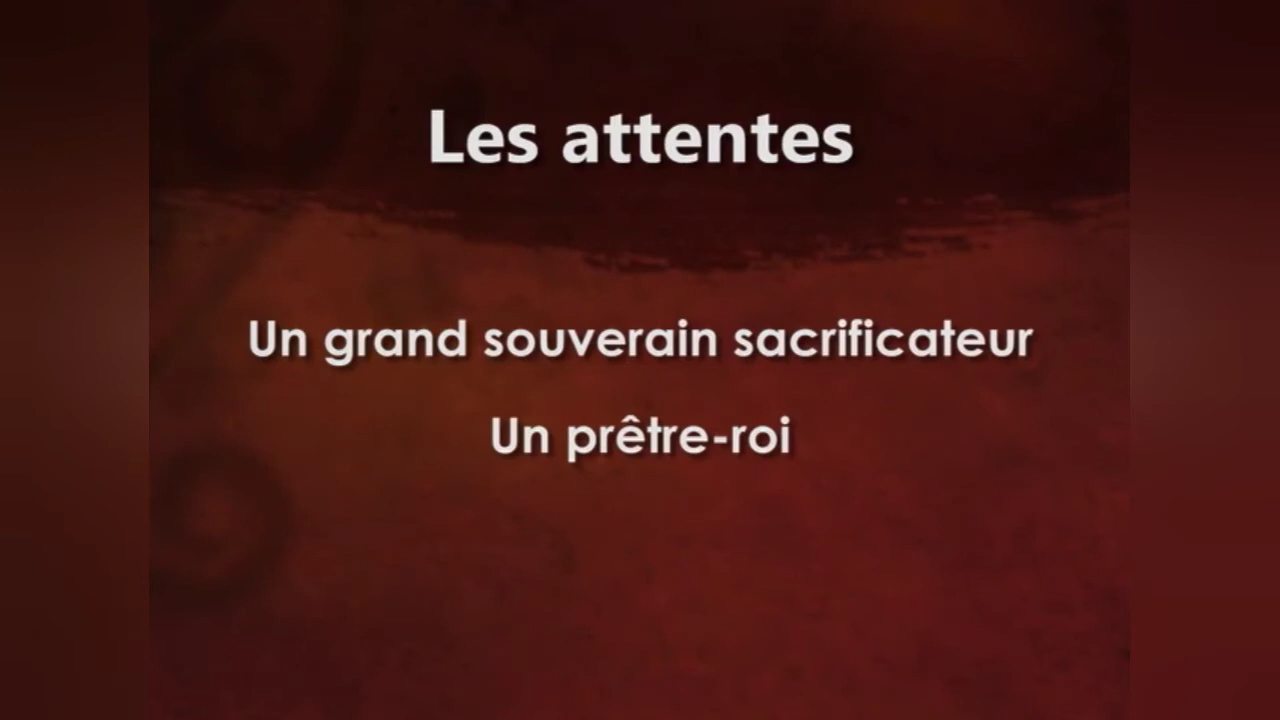 Les attentes
Un grand souverain sacrificateur
Un prêtre-roi